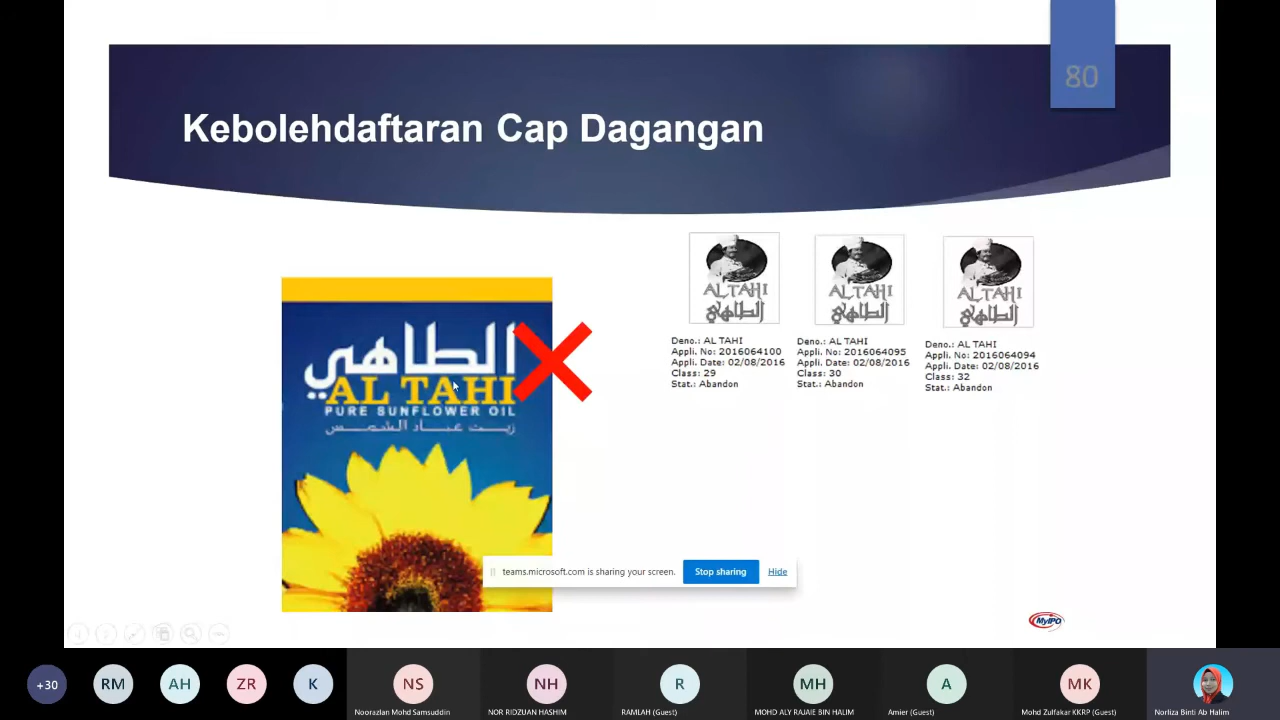 80
Kebolehdaftaran Cap Dagangan
الطاهي
AL TAHI
PURE SUNFLOWER OIL
زيت عباد الشمس
AL TAHI
الطاهي
Deno.: AL TAHI
Appli. No: 2016064100
Appli. Date: 02/08/2016
Class: 29
Stat.: Abandon
AL TAHI
الطاهي
Deno.: AL TAHI
Appli. No: 2016064095
Appli. Date: 02/08/2016
Class: 30
Stat.: Abandon
AL TAHI
الطاهي
Deno.: AL TAHI
Appli. No: 2016064094
Appli. Date: 02/08/2016
Class: 32
Stat.: Abandon
teams.microsoft.com is sharing your screen.
Stop sharing
Hide
MyIPO
+30
RM
AH
ZR
K
NS
Noorazlan Mohd Samsuddin
NH
NOR RIDZUAN HASHIM
R
RAMLAH (Guest)
MH
MOHD ALY RAJAIE BIN HALIM
A
Amier (Guest)
MK
Mohd Zulfakar KKRP (Guest)
Norliza Binti Ab Halim